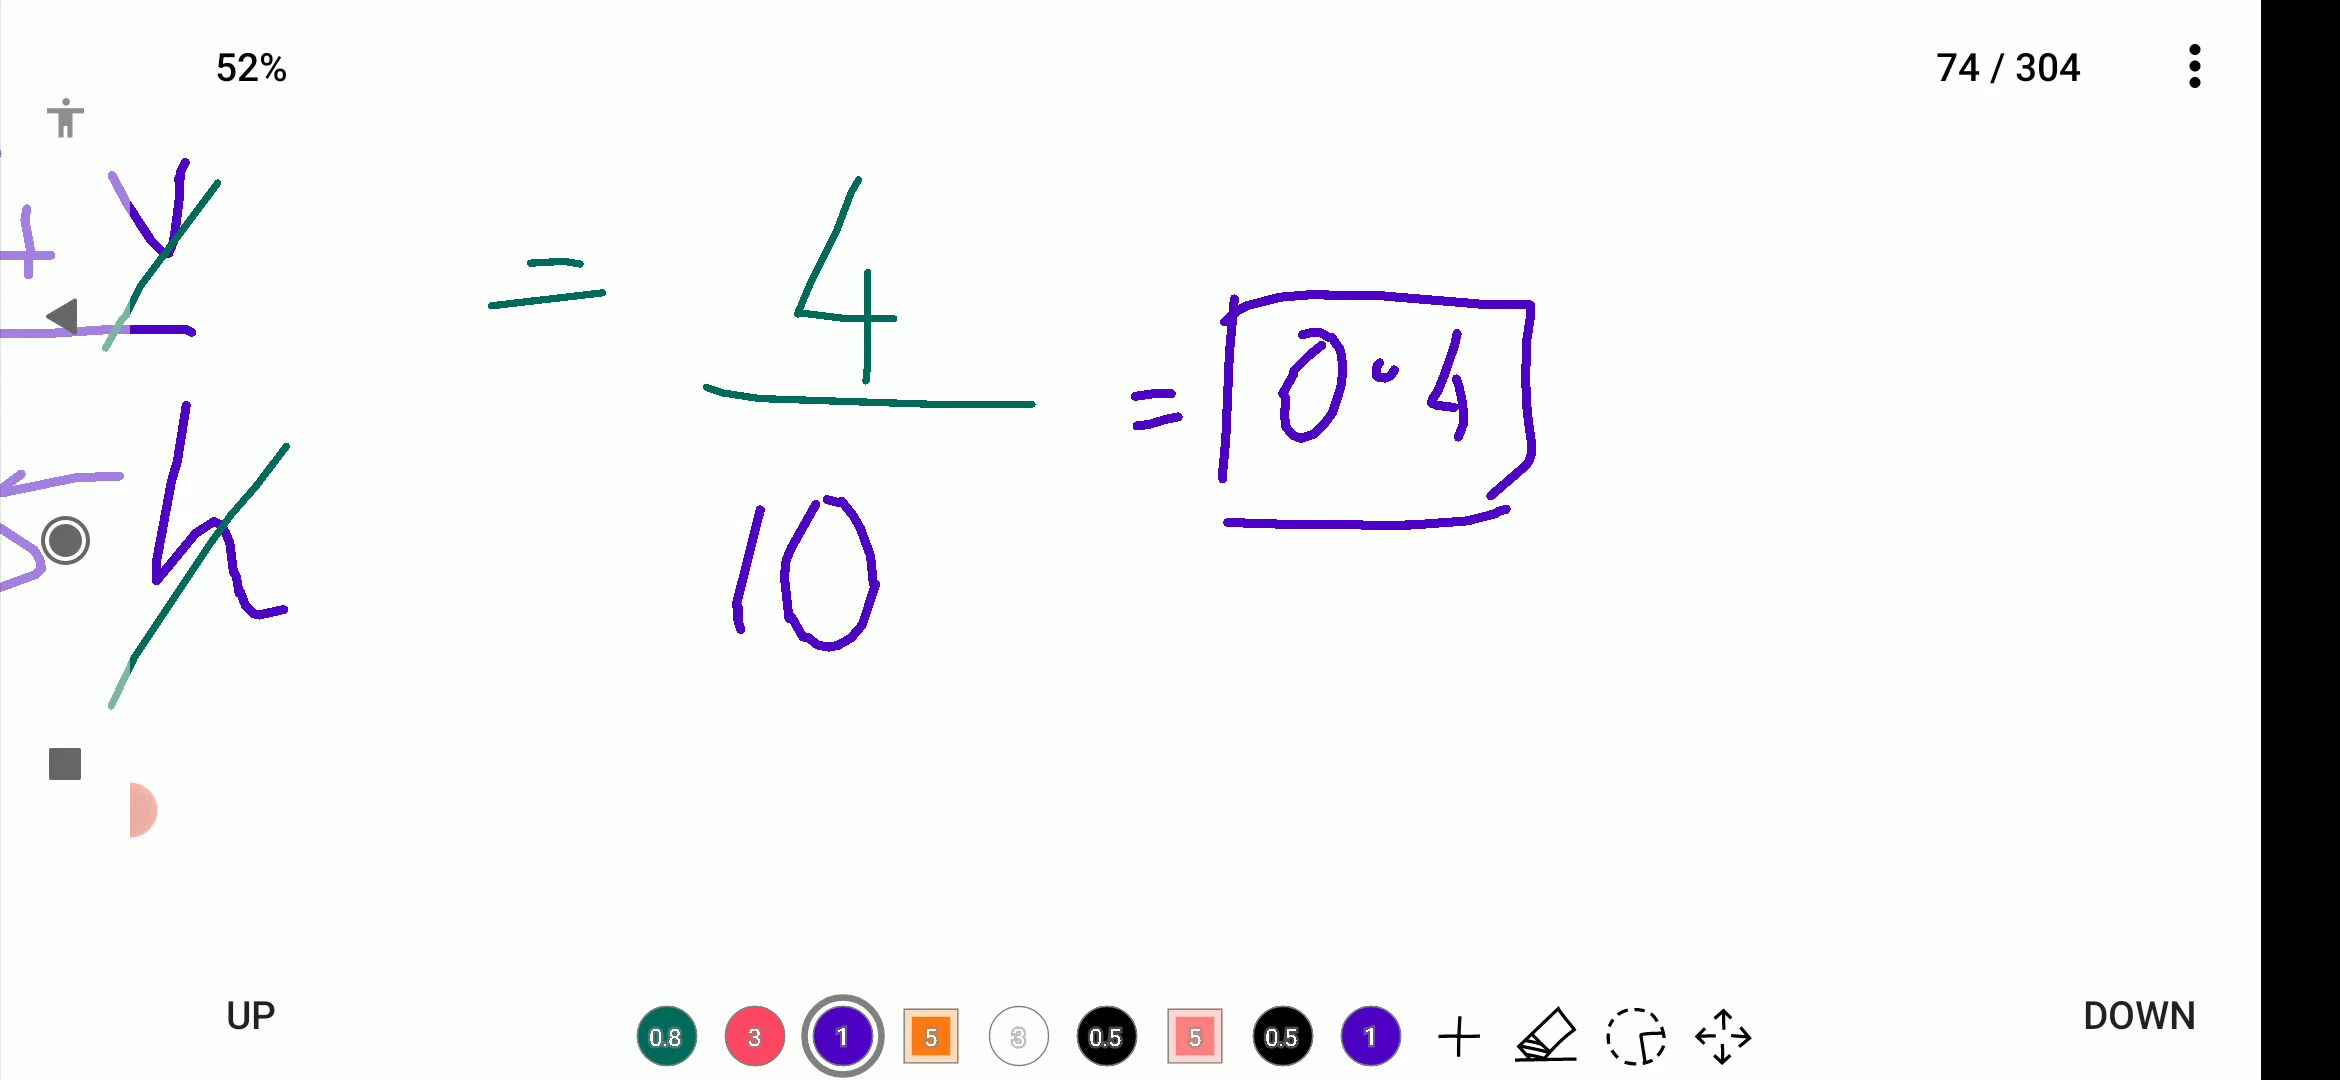 52%
74 / 304
y = 4
= 0.4
h 10
UP
0.8 3 1 5 3 0.5 5 0.5 1
DOWN